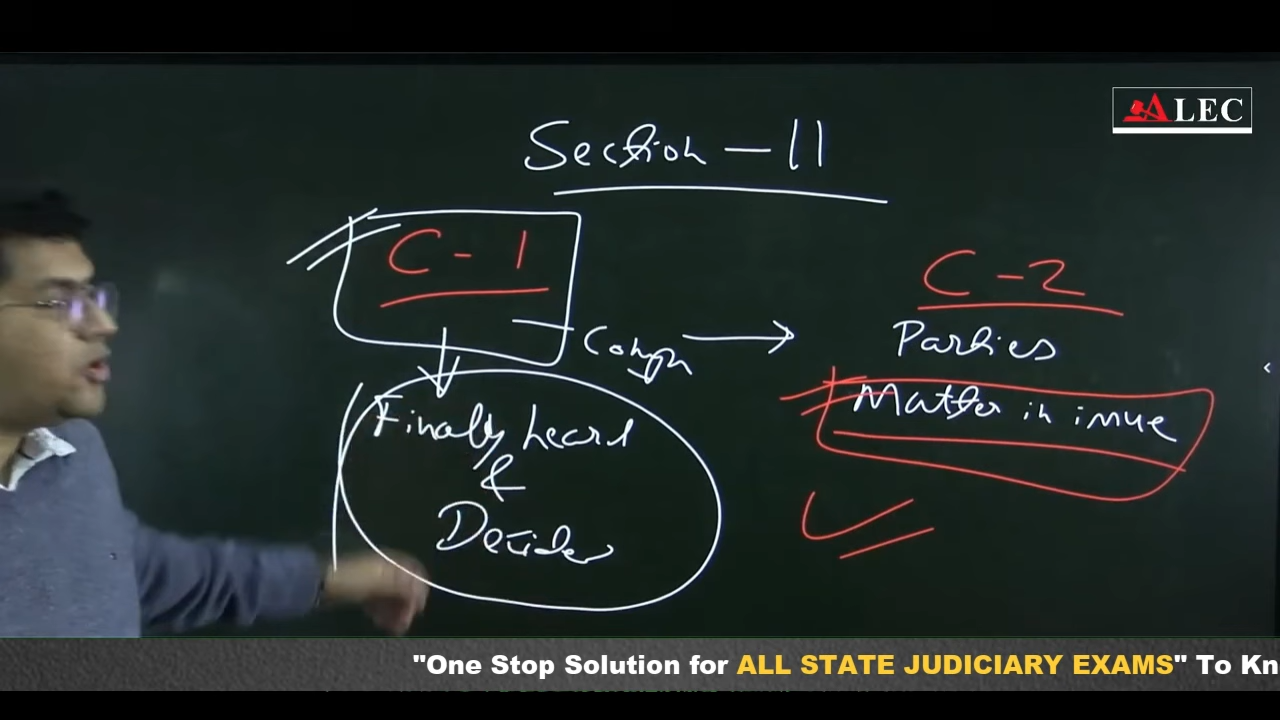 ALEC
Section - 11
C - 1
C - 2
Parties
Matter in issue
Finally heard
&
Decided
"One Stop Solution for ALL STATE JUDICIARY EXAMS" To Kn